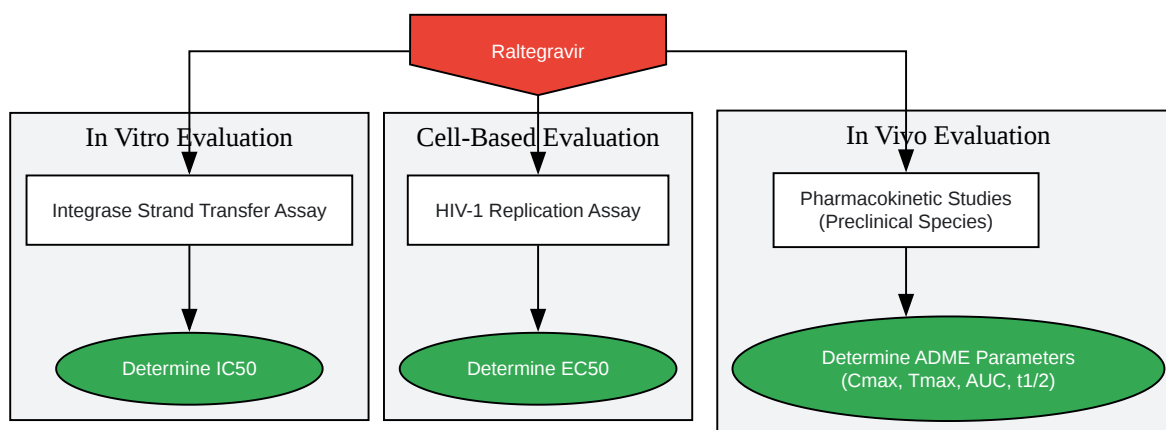 Raltegravir
In Vitro Evaluation
Integrase Strand Transfer Assay
Determine IC50
Cell-Based Evaluation
HIV-1 Replication Assay
Determine EC50
In Vivo Evaluation
Pharmacokinetic Studies
(Preclinical Species)
Determine ADME Parameters
(Cmax, Tmax, AUC, t1/2)